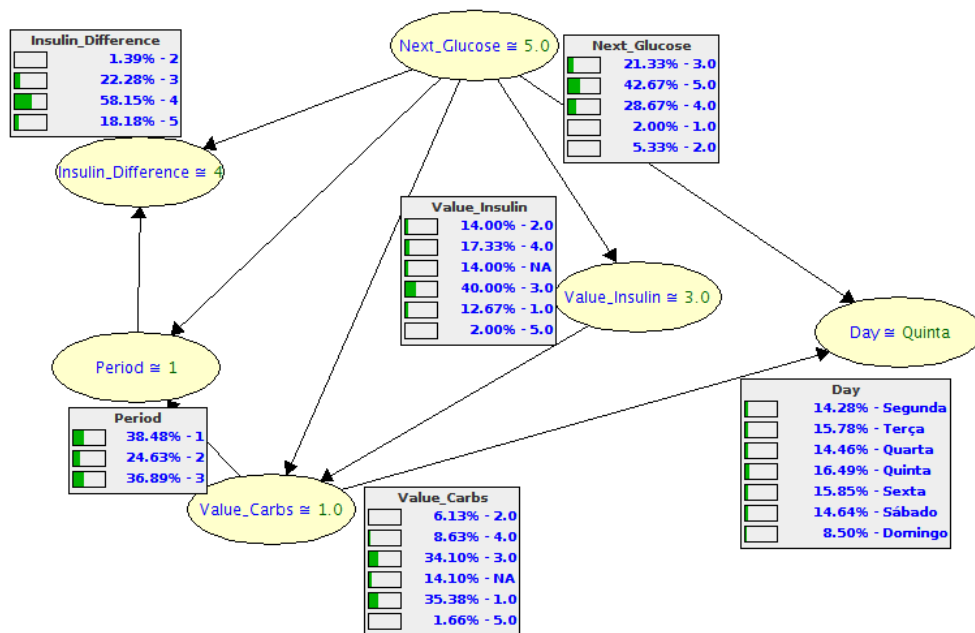 Insulin_Difference
1.39% - 2
22.28% - 3
58.15% - 4
18.18% - 5
Next_Glucose ≅ 5.0
Next_Glucose
21.33% - 3.0
42.67% - 5.0
28.67% - 4.0
2.00% - 1.0
5.33% - 2.0
Insulin_Difference ≅ 4
Value_Insulin
14.00% - 2.0
17.33% - 4.0
14.00% - NA
40.00% - 3.0
12.67% - 1.0
2.00% - 5.0
Value_Insulin ≅ 3.0
Day ≅ Quinta
Period ≅ 1
Period
38.48% - 1
24.63% - 2
36.89% - 3
Day
14.28% - Segunda
15.78% - Terça
14.46% - Quarta
16.49% - Quinta
15.85% - Sexta
14.64% - Sábado
8.50% - Domingo
Value_Carbs ≅ 1.0
Value_Carbs
6.13% - 2.0
8.63% - 4.0
34.10% - 3.0
14.10% - NA
35.38% - 1.0
1.66% - 5.0